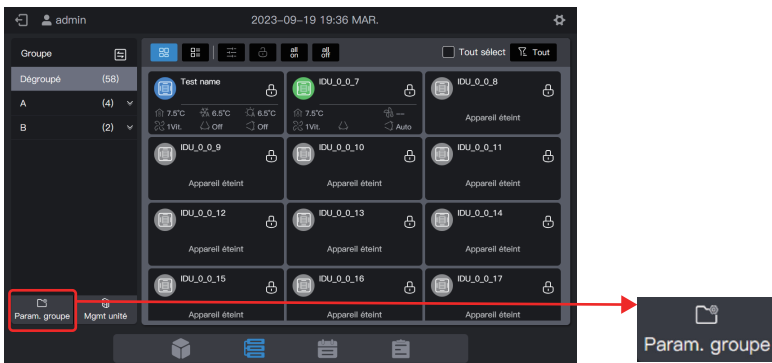 admin
2023-09-19 19:36 MAR.
Groupe
all on
all off
Tout sélect
Tout
Dégroupé (58)
A (4)
B (2)
Test name
7.5°C 6.5°C 6.5°C
1Vit. Off Off
IDU_0_0_7
7.5°C --
1Vit. Auto
IDU_0_0_8
Appareil éteint
IDU_0_0_9
Appareil éteint
IDU_0_0_10
Appareil éteint
IDU_0_0_11
Appareil éteint
IDU_0_0_12
Appareil éteint
IDU_0_0_13
Appareil éteint
IDU_0_0_14
Appareil éteint
IDU_0_0_15
Appareil éteint
IDU_0_0_16
Appareil éteint
IDU_0_0_17
Appareil éteint
Param. groupe
Mgmt unité
Param. groupe